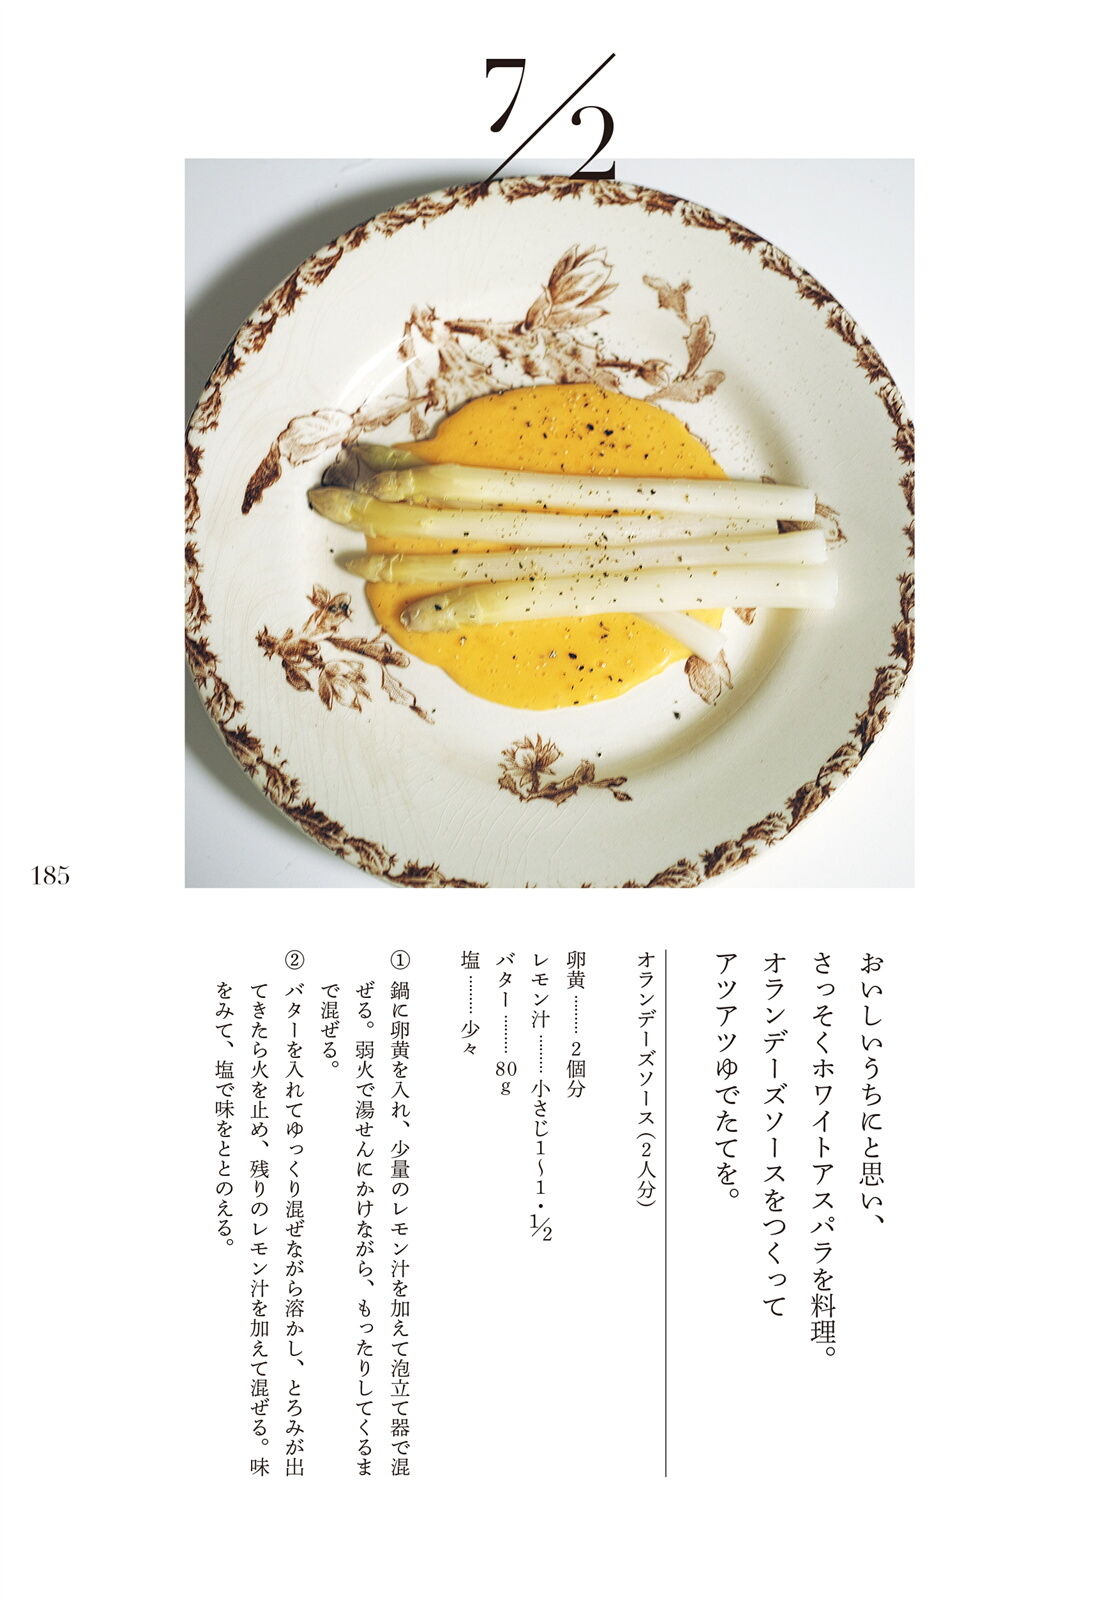 7/2
おいしいうちにと思い、
さっそくホワイトアスパラを料理。
オランデーズソースをつくって
アツアツゆでたてを。
オランデーズソース（2人分）
卵黄………2個分
レモン汁………小さじ1〜1・1/2
バター………80g
塩………少々
① 鍋に卵黄を入れ、少量のレモン汁を加えて泡立て器で混
ぜる。弱火で湯せんにかけながら、もったりしてくるま
で混ぜる。
② バターを入れてゆっくり混ぜながら溶かし、とろみが出
てきたら火を止め、残りのレモン汁を加えて混ぜる。味
をみて、塩で味をととのえる。
185